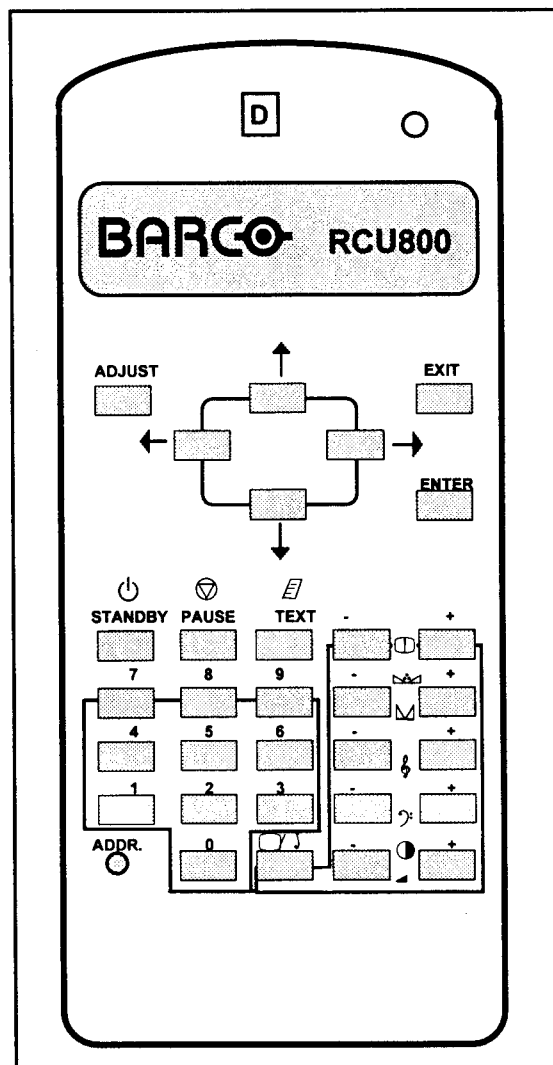 D
BARCO RCU800
ADJUST EXIT
ENTER
STANDBY PAUSE TEXT - +
7 8 9 - +
4 5 6 - +
1 2 3 - +
ADDR. 0 - +